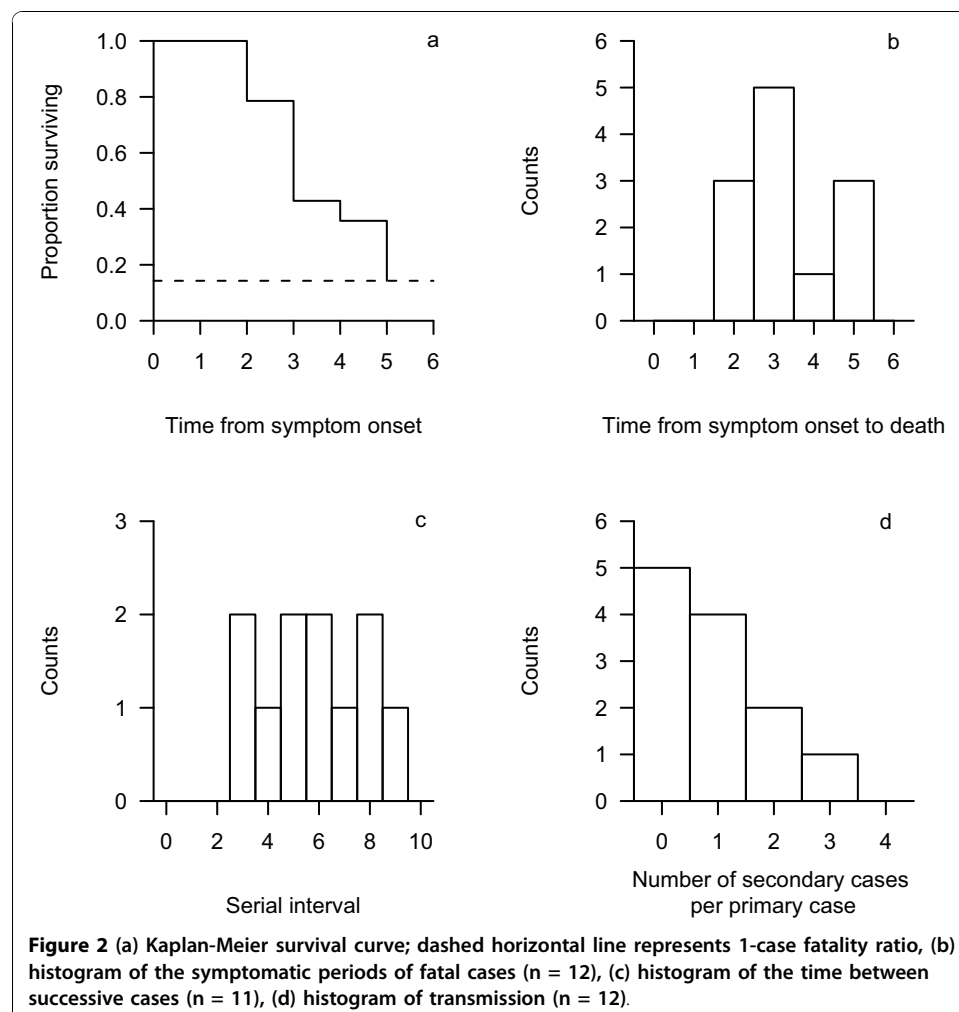 a
1.0
0.8
0.6
0.4
0.2
0.0
Proportion surviving
0 1 2 3 4 5 6
Time from symptom onset
b
6
5
4
3
2
1
0
Counts
0 1 2 3 4 5 6
Time from symptom onset to death
c
3
2
1
0
Counts
0 2 4 6 8 10
Serial interval
d
6
5
4
3
2
1
0
Counts
0 1 2 3 4
Number of secondary cases
per primary case
Figure 2 (a) Kaplan-Meier survival curve; dashed horizontal line represents 1-case fatality ratio, (b)
histogram of the symptomatic periods of fatal cases (n = 12), (c) histogram of the time between
successive cases (n = 11), (d) histogram of transmission (n = 12).